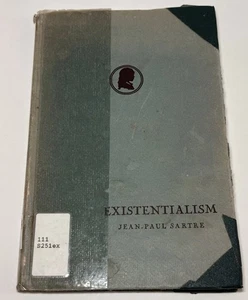 EXISTENTIALISM
JEAN-PAUL SARTRE
111
S251ex